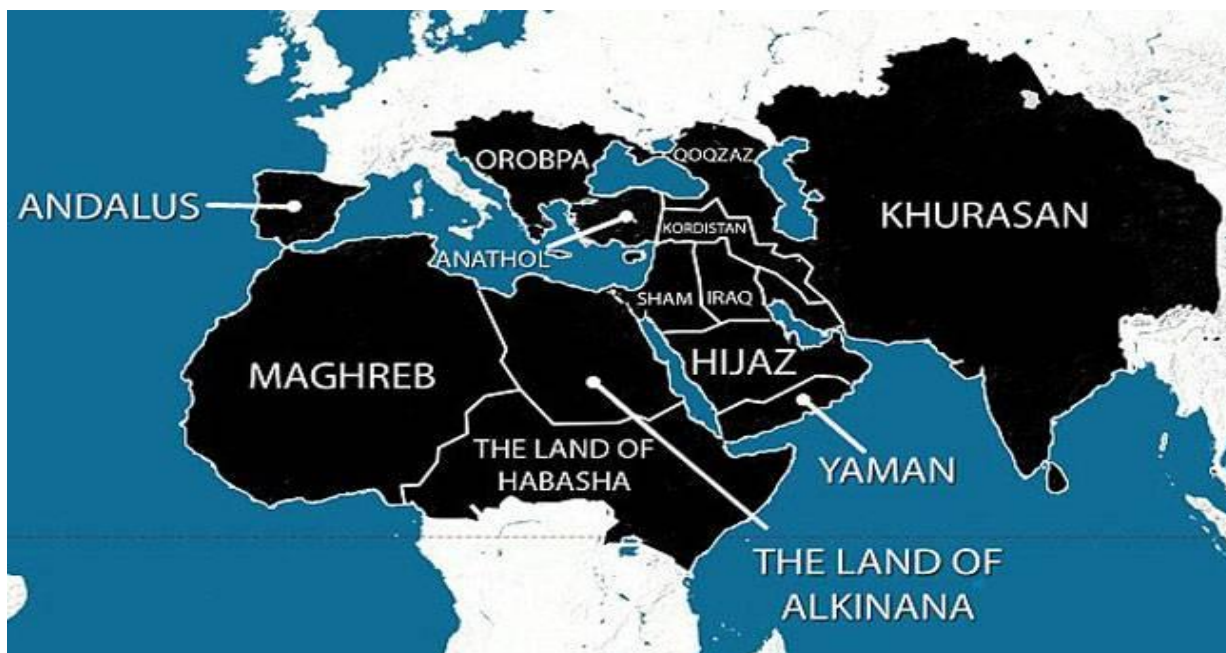 OROBPA
QOQZAZ
ANDALUS
KHURASAN
KORDISTAN
ANATHOL
SHAM
IRAQ
HIJAZ
MAGHREB
THE LAND OF
HABASHA
YAMAN
THE LAND OF
ALKINANA